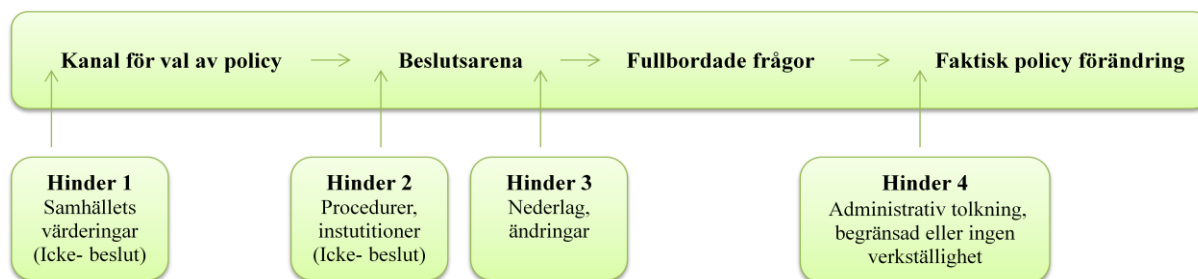 Kanal för val av policy
Beslutsarena
Fullbordade frågor
Faktisk policy förändring
Hinder 1
Samhällets
värderingar
(Icke- beslut)
Hinder 2
Procedurer,
instutitioner
(Icke- beslut)
Hinder 3
Nederlag,
ändringar
Hinder 4
Administrativ tolkning,
begränsad eller ingen
verkställighet